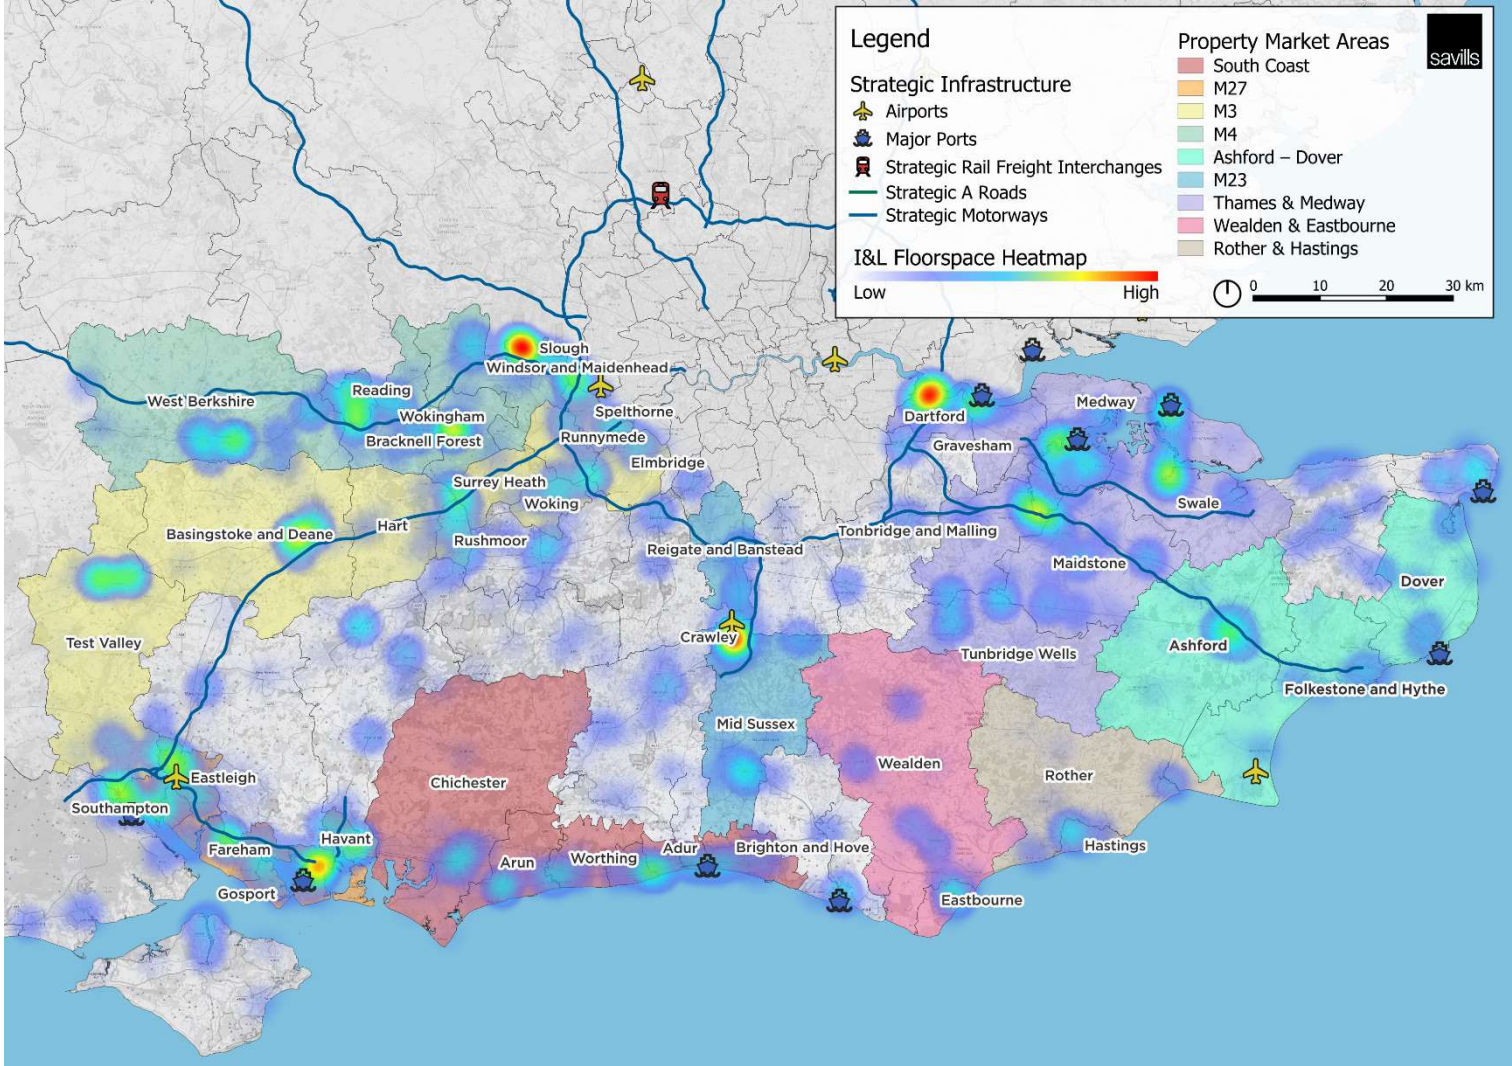 Legend
Strategic Infrastructure
Airports
Major Ports
Strategic Rail Freight Interchanges
Strategic A Roads
Strategic Motorways
I&L Floorspace Heatmap
Low High
Property Market Areas
South Coast
M27
M3
M4
Ashford – Dover
M23
Thames & Medway
Wealden & Eastbourne
Rother & Hastings
savills
0 10 20 30 km
Slough
Windsor and Maidenhead
Reading
West Berkshire
Wokingham
Bracknell Forest
Spelthorne
Runnymede
Elmbridge
Surrey Heath
Woking
Dartford
Medway
Gravesham
Swale
Basingstoke and Deane
Hart
Rushmoor
Reigate and Banstead
Tonbridge and Malling
Maidstone
Dover
Test Valley
Crawley
Ashford
Tunbridge Wells
Folkestone and Hythe
Mid Sussex
Eastleigh
Chichester
Wealden
Rother
Southampton
Fareham
Havant
Arun
Worthing
Adur
Brighton and Hove
Hastings
Gosport
Eastbourne